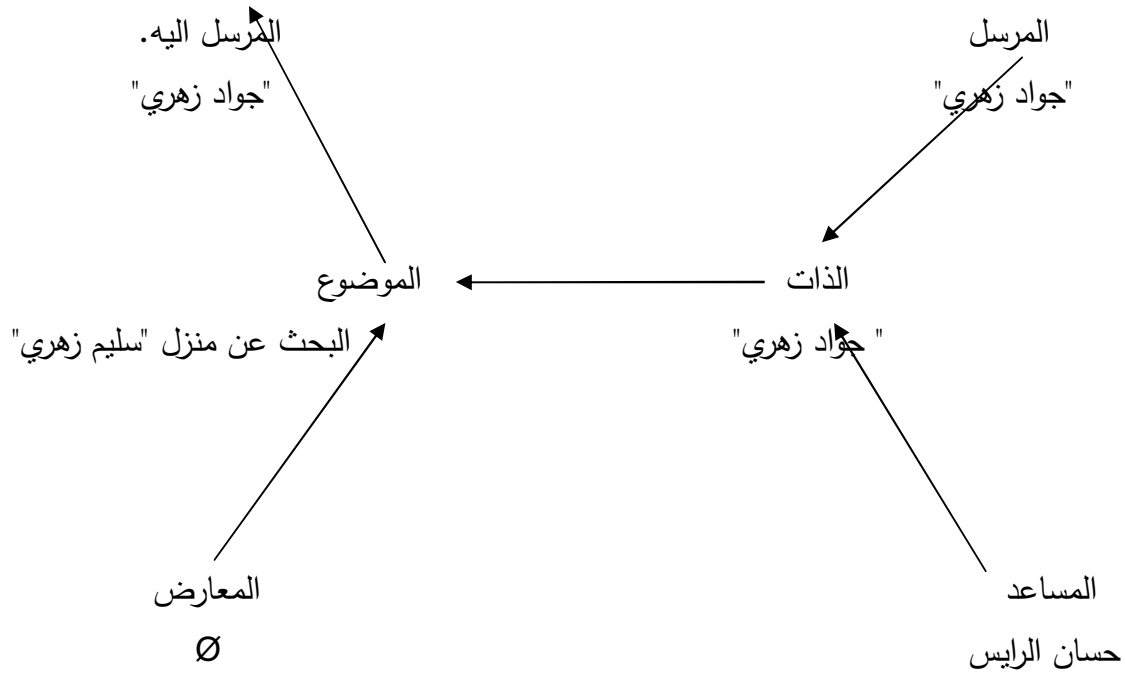 المرسل
المرسل اليه.
"جواد زهري"
"جواد زهري"
الذات
الموضوع
" جواد زهري"
البحث عن منزل "سليم زهري"
المساعد
المعارض
حسان الرايس
Ø